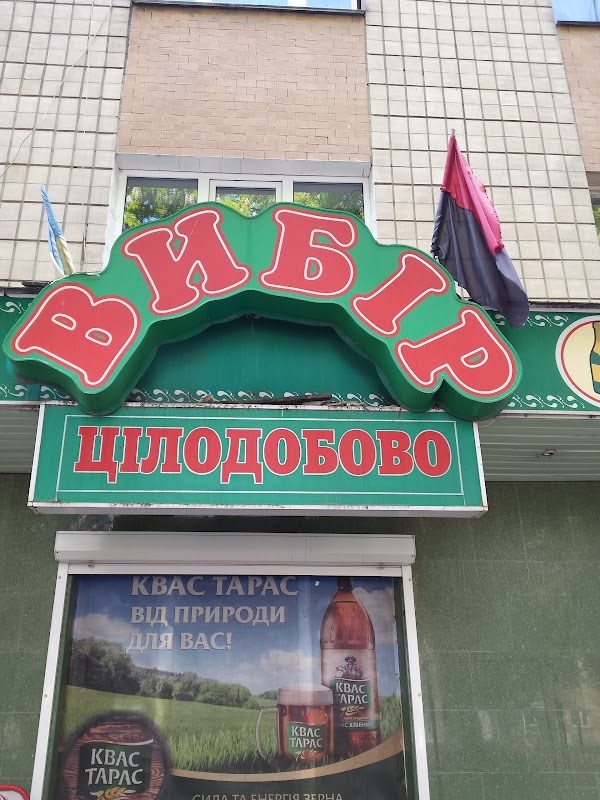 ВИБІР
ЦІЛОДОБОВО
КВАС ТАРАС
ВІД ПРИРОДИ
ДЛЯ ВАС!
КВАС
ТАРАС
КВАС
ТАРАС
КВАС
ТАРАС
СИЛА ТА ЕНЕРГІЯ ЗЕРНА